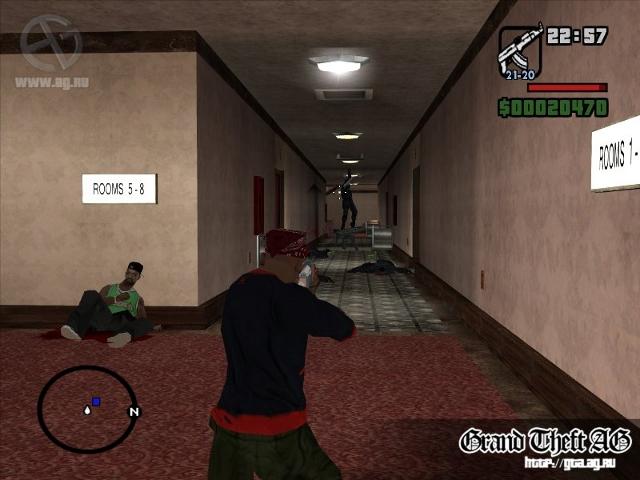 AG
www.ag.ru
22:57
21-20
$00020470
ROOMS 5-8
ROOMS 1-
N
Grand Theft AG
http://gta.ag.ru